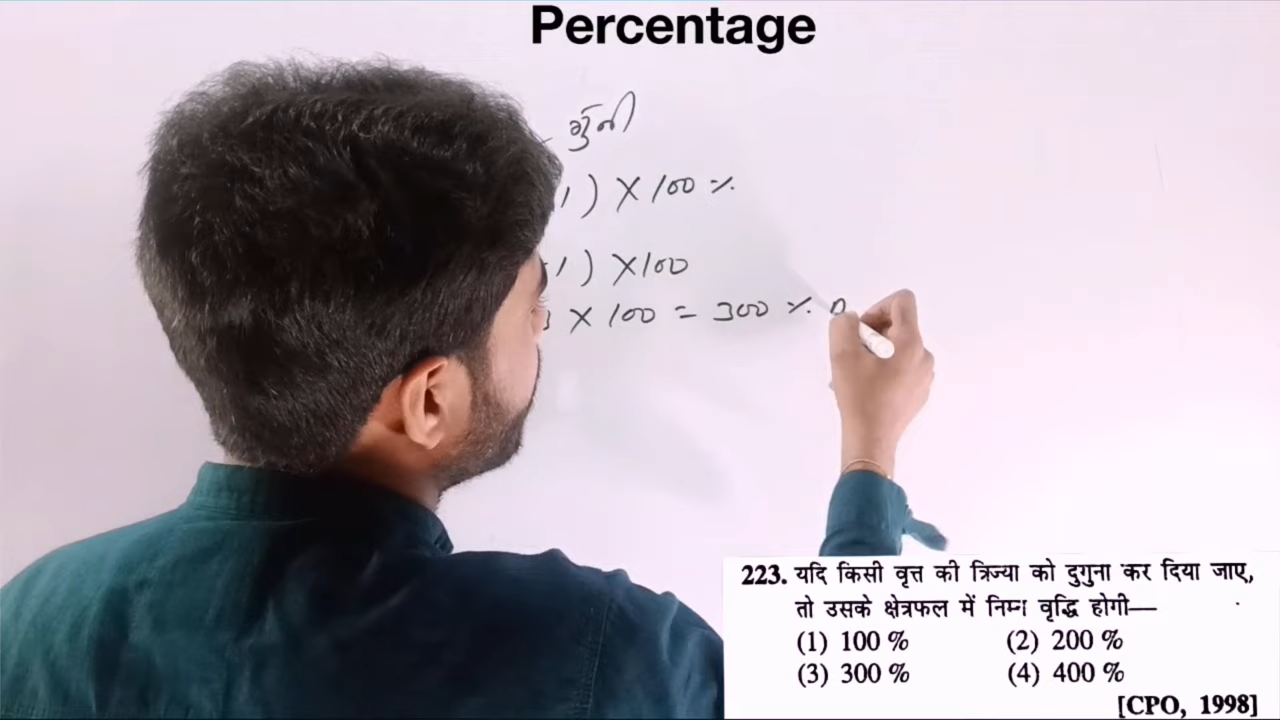 Percentage
गुनी
1 ) × 100 %
1 ) × 100
3 × 100 = 300 %
223. यदि किसी वृत्त की त्रिज्या को दुगुना कर दिया जाए,
तो उसके क्षेत्रफल में निम्न वृद्धि होगी—
(1) 100 % (2) 200 %
(3) 300 % (4) 400 %
[CPO, 1998]